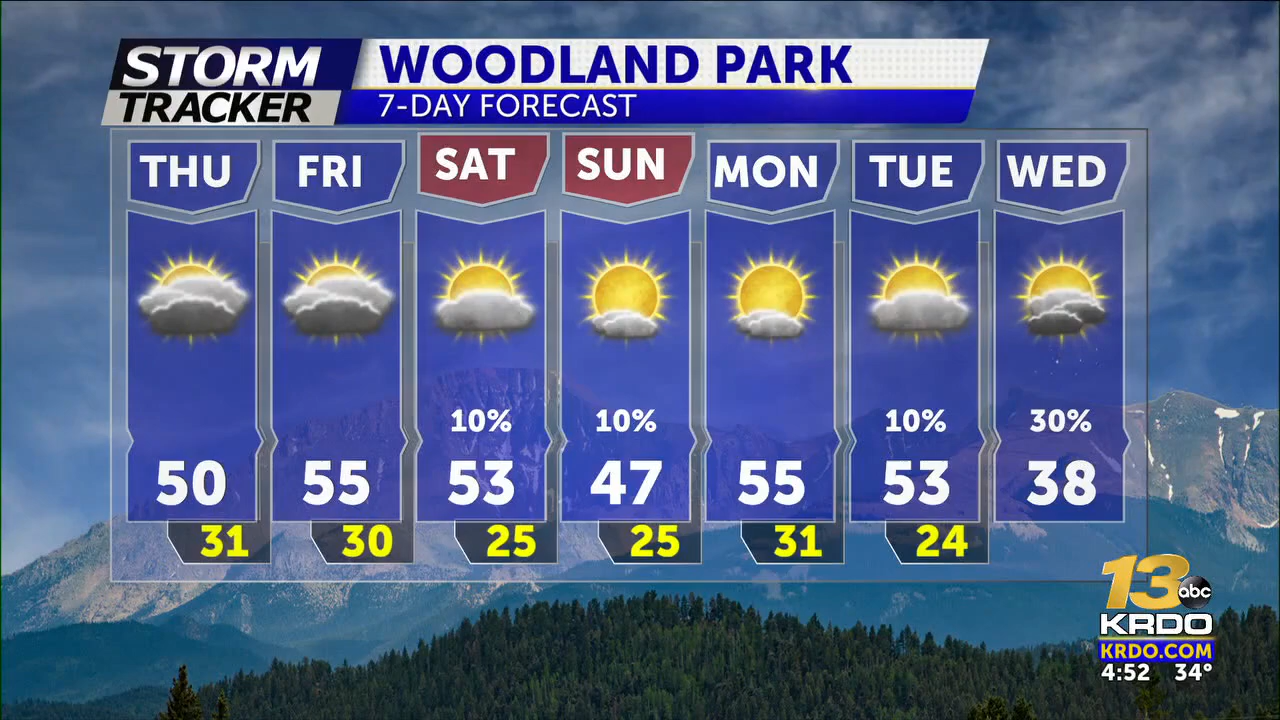 STORM
TRACKER
WOODLAND PARK
7-DAY FORECAST
THU FRI SAT SUN MON TUE WED
10% 10% 10% 30%
50 55 53 47 55 53 38
31 30 25 25 31 24
13 abc
KRDO
KRDO.COM
4:52 34°